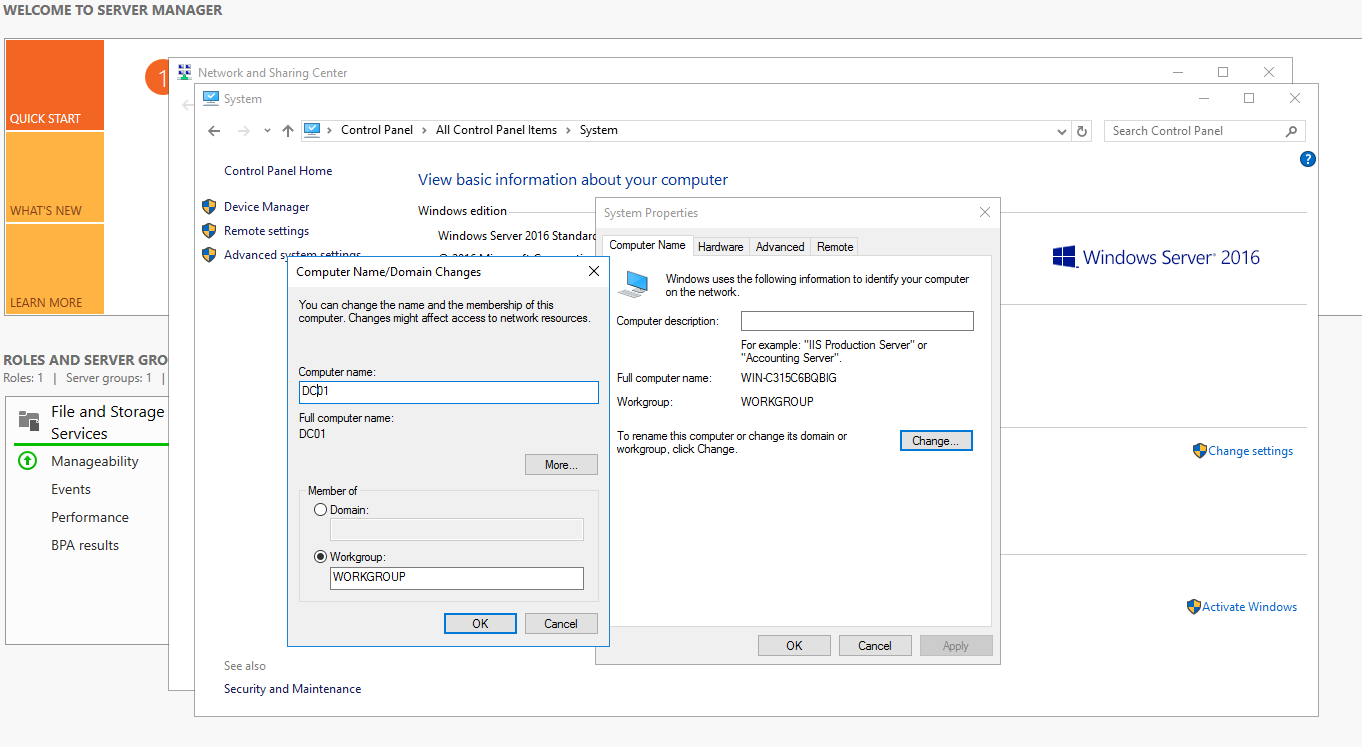 WELCOME TO SERVER MANAGER
QUICK START
WHAT'S NEW
LEARN MORE
1
Network and Sharing Center
System
Control Panel > All Control Panel Items > System
Search Control Panel
?
Control Panel Home
Device Manager
Remote settings
Advanced system settings
See also
Security and Maintenance
View basic information about your computer
Windows edition
Windows Server 2016 Standard
© 2016 Microsoft Corporation
Windows Server® 2016
Change settings
Activate Windows
System Properties
Computer Name
Hardware
Advanced
Remote
Windows uses the following information to identify your computer
on the network.
Computer description:
For example: "IIS Production Server" or
"Accounting Server".
Full computer name: WIN-C315C6BQBIG
Workgroup: WORKGROUP
To rename this computer or change its domain or
workgroup, click Change.
Change...
OK
Cancel
Apply
Computer Name/Domain Changes
You can change the name and the membership of this
computer. Changes might affect access to network resources.
Computer name:
DC01
Full computer name:
DC01
More...
Member of
Domain:
Workgroup:
WORKGROUP
OK
Cancel
ROLES AND SERVER GRO
Roles: 1 | Server groups: 1 |
File and Storage
Services
Manageability
Events
Performance
BPA results